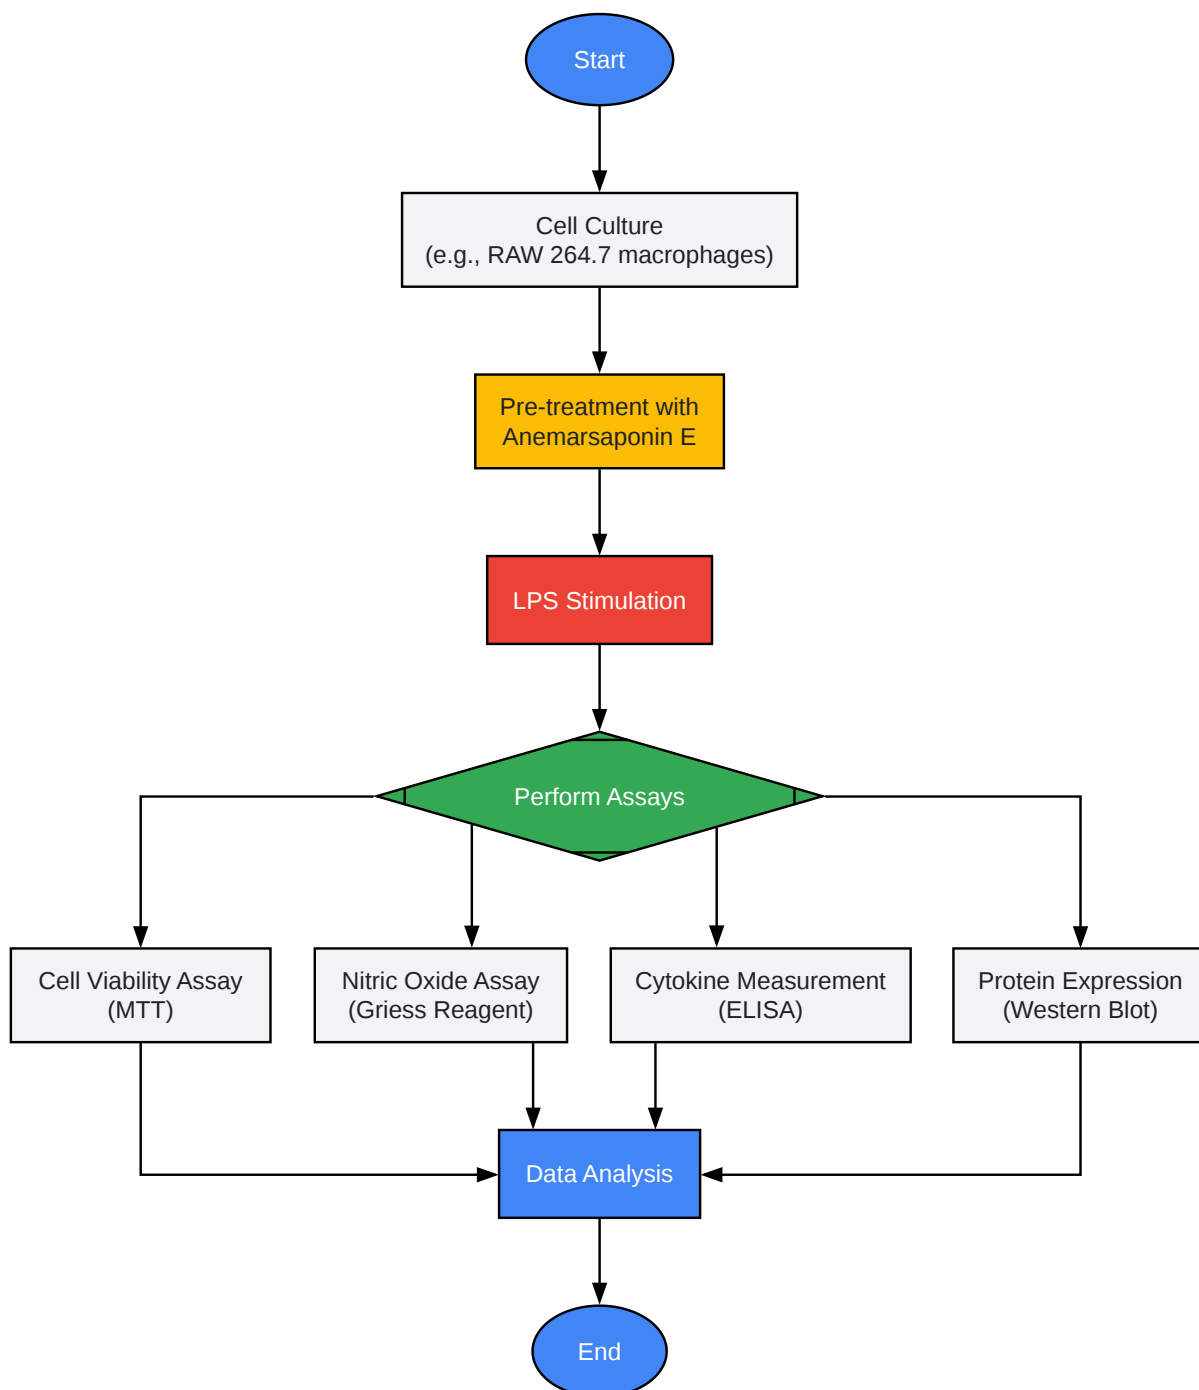 Start
Cell Culture
(e.g., RAW 264.7 macrophages)
Pre-treatment with
Anemarsaponin E
LPS Stimulation
Perform Assays
Cell Viability Assay
(MTT)
Nitric Oxide Assay
(Griess Reagent)
Cytokine Measurement
(ELISA)
Protein Expression
(Western Blot)
Data Analysis
End